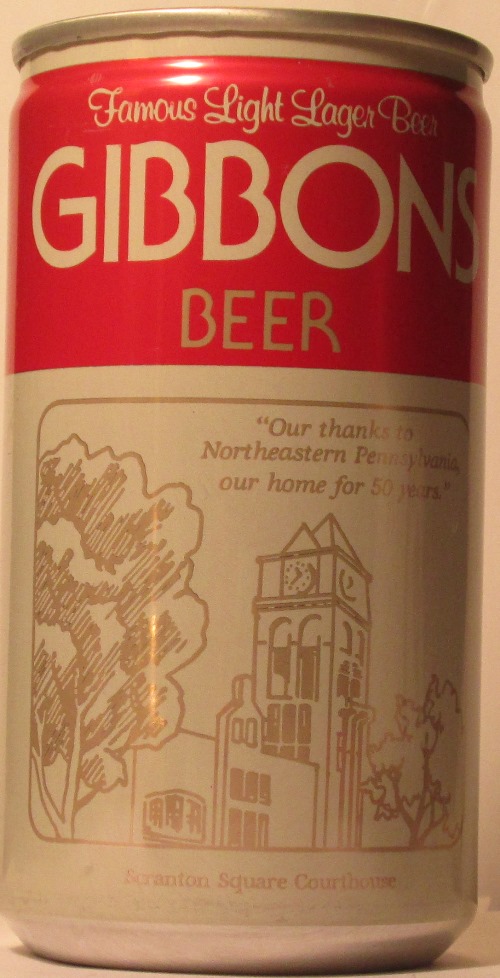 Famous Light Lager Beer
GIBBONS
BEER
"Our thanks to
Northeastern Pennsylvania,
our home for 50 years."
Scranton Square Courthouse